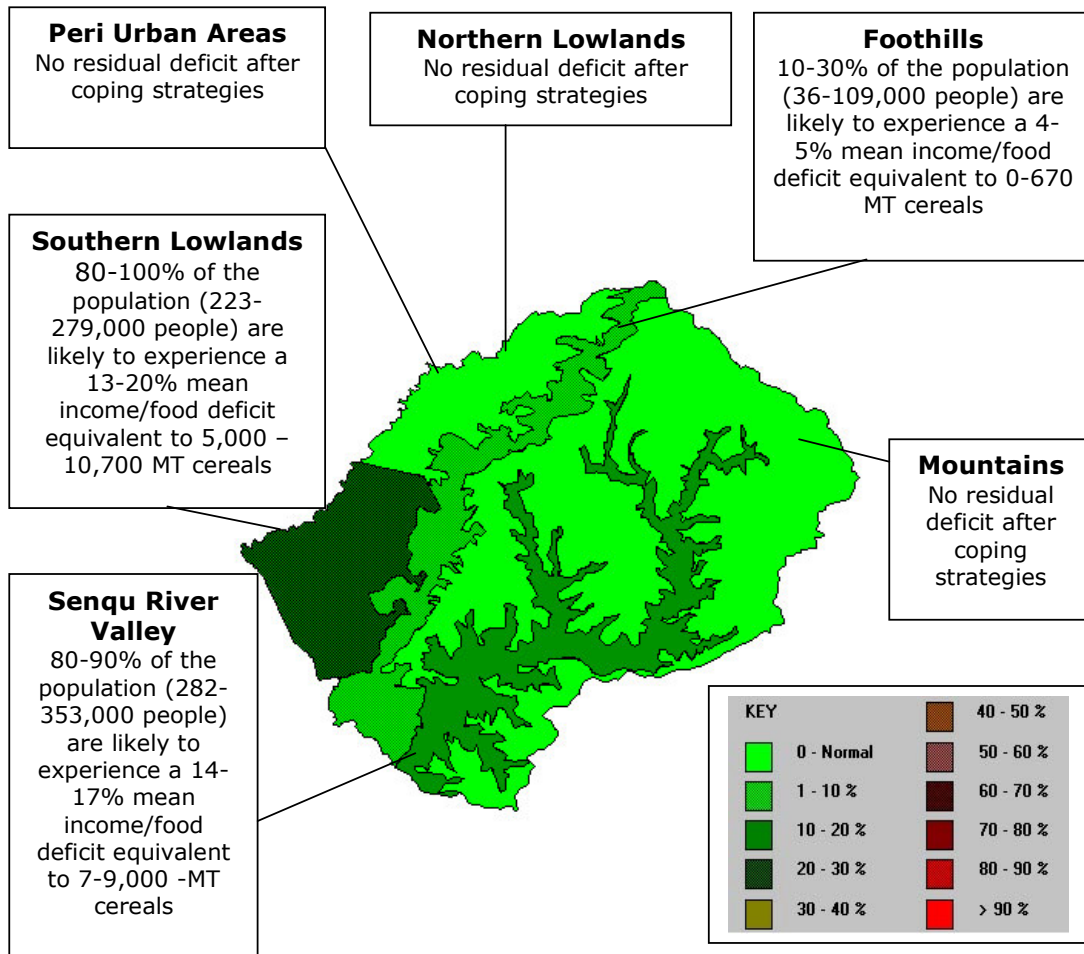 Peri Urban Areas
No residual deficit after
coping strategies
Northern Lowlands
No residual deficit after
coping strategies
Foothills
10-30% of the population
(36-109,000 people) are
likely to experience a 4-
5% mean income/food
deficit equivalent to 0-670
MT cereals
Southern Lowlands
80-100% of the
population (223-
279,000 people) are
likely to experience a
13-20% mean
income/food deficit
equivalent to 5,000 –
10,700 MT cereals
Mountains
No residual
deficit after
coping
strategies
Senqu River
Valley
80-90% of the
population (282-
353,000 people)
are likely to
experience a 14-
17% mean
income/food
deficit equivalent
to 7-9,000 -MT
cereals
KEY
0 - Normal
1 - 10 %
10 - 20 %
20 - 30 %
30 - 40 %
40 - 50 %
50 - 60 %
60 - 70 %
70 - 80 %
80 - 90 %
> 90 %